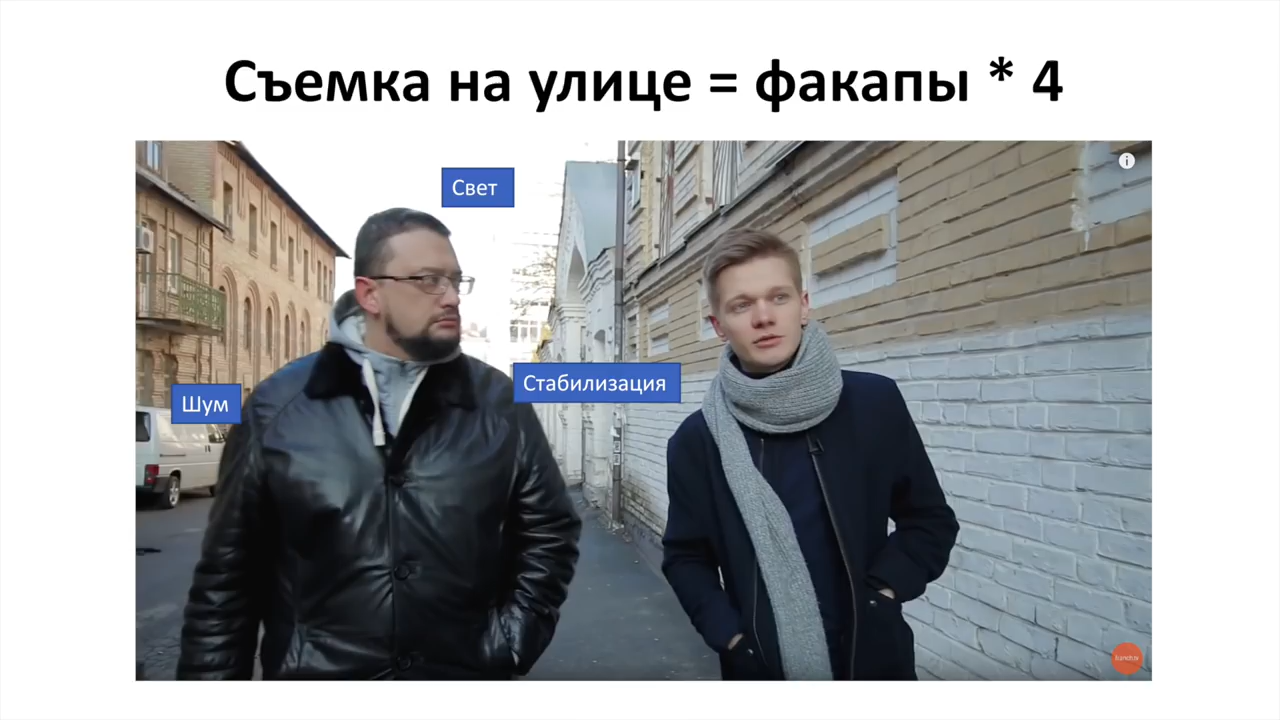 Съемка на улице = факапы * 4
Свет
Стабилизация
Шум